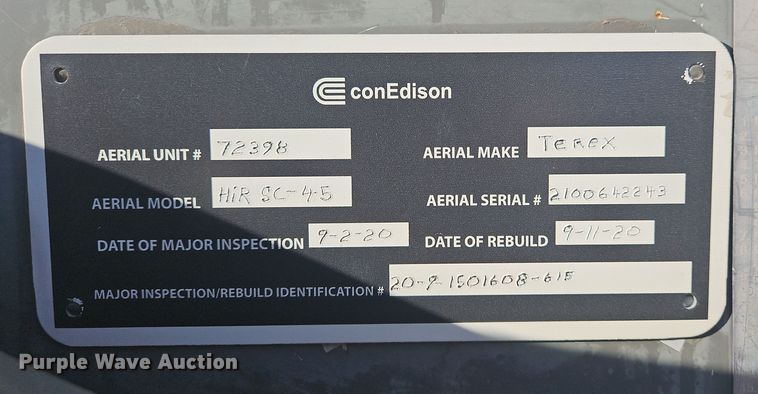 conEdison
AERIAL UNIT # 72398 AERIAL MAKE TEREX
AERIAL MODEL HiR SC-45 AERIAL SERIAL # 2100642243
DATE OF MAJOR INSPECTION 9-2-20 DATE OF REBUILD 9-11-20
MAJOR INSPECTION/REBUILD IDENTIFICATION # 20-9-1501608-615
Purple Wave Auction